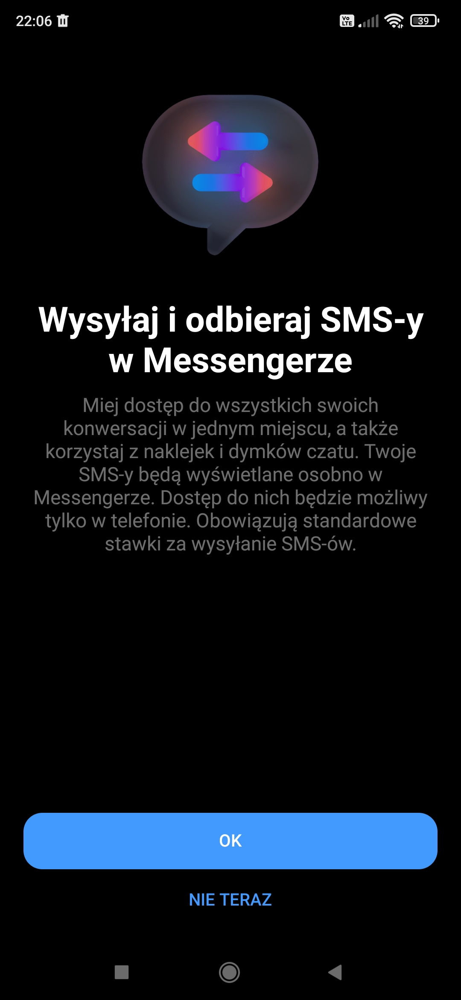 22:06
Vo
LTE
39
Wysyłaj i odbieraj SMS-y
w Messengerze
Miej dostęp do wszystkich swoich
konwersacji w jednym miejscu, a także
korzystaj z naklejek i dymków czatu. Twoje
SMS-y będą wyświetlane osobno w
Messengerze. Dostęp do nich będzie możliwy
tylko w telefonie. Obowiązują standardowe
stawki za wysyłanie SMS-ów.
OK
NIE TERAZ